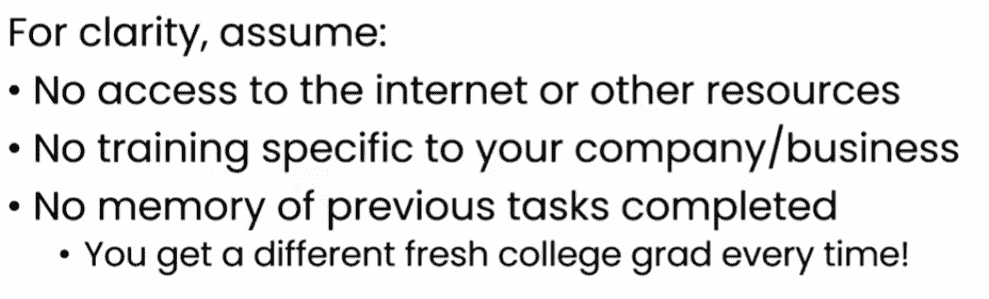 For clarity, assume:
• No access to the internet or other resources
• No training specific to your company/business
• No memory of previous tasks completed
• You get a different fresh college grad every time!